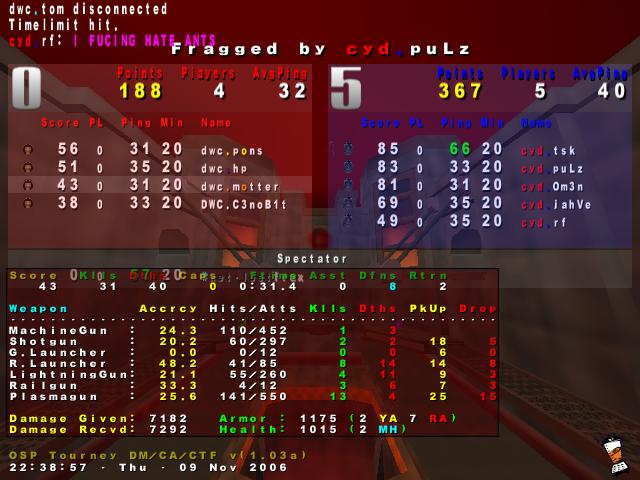 dwc.tom disconnected
Timelimit hit.
cyd.rf: I FUCING HATE ANTS
Fragged by cyd.puLz
0 Points Players AvgPing
188 4 32
Score PL Ping Min Name
56 0 31 20 dwc.pons
51 0 35 20 dwc.hp
43 0 31 20 dwc.motter
38 0 33 20 DWC.C3noB1t
5 Points Players AvgPing
367 5 40
Score PL Ping Min Name
85 0 66 20 cyd.tsk
83 0 33 20 cyd.puLz
81 0 31 20 cyd.Om3n
69 0 35 20 cyd.iahVe
49 0 35 20 cyd.rf
Spectator
0 57 20
Score Klls Dths Caps F.Time Asst Dfns Rtrn
43 31 40 0 0:31.4 0 8 2
Weapon Accrcy Hits/Atts Klls Dths PkUp Drop
MachineGun : 24.3 110/452 1 3
Shotgun : 20.2 60/297 2 2 18 5
G.Launcher : 0.0 0/12 0 0 6 0
R.Launcher : 48.2 41/85 8 14 14 8
LightningGun: 21.1 55/260 4 11 9 3
Railgun : 33.3 4/12 3 6 7 3
Plasmagun : 25.6 141/550 13 4 25 15
Damage Given: 7182 Armor : 1175 (2 YA 7 RA)
Damage Recvd: 7292 Health: 1015 (2 MH)
OSP Tourney DM/CA/CTF v(1.03a)
22:38:57 - Thu - 09 Nov 2006